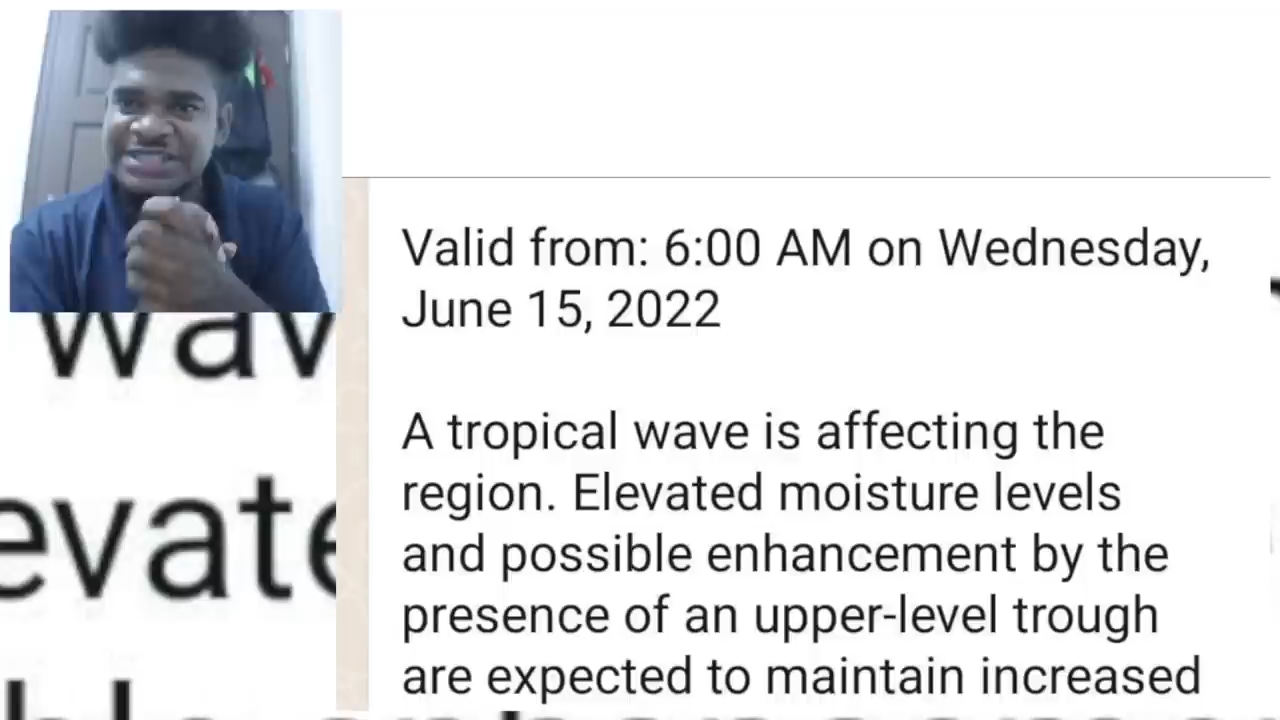 Valid from: 6:00 AM on Wednesday,
June 15, 2022
A tropical wave is affecting the
region. Elevated moisture levels
and possible enhancement by the
presence of an upper-level trough
are expected to maintain increased
wav
evate